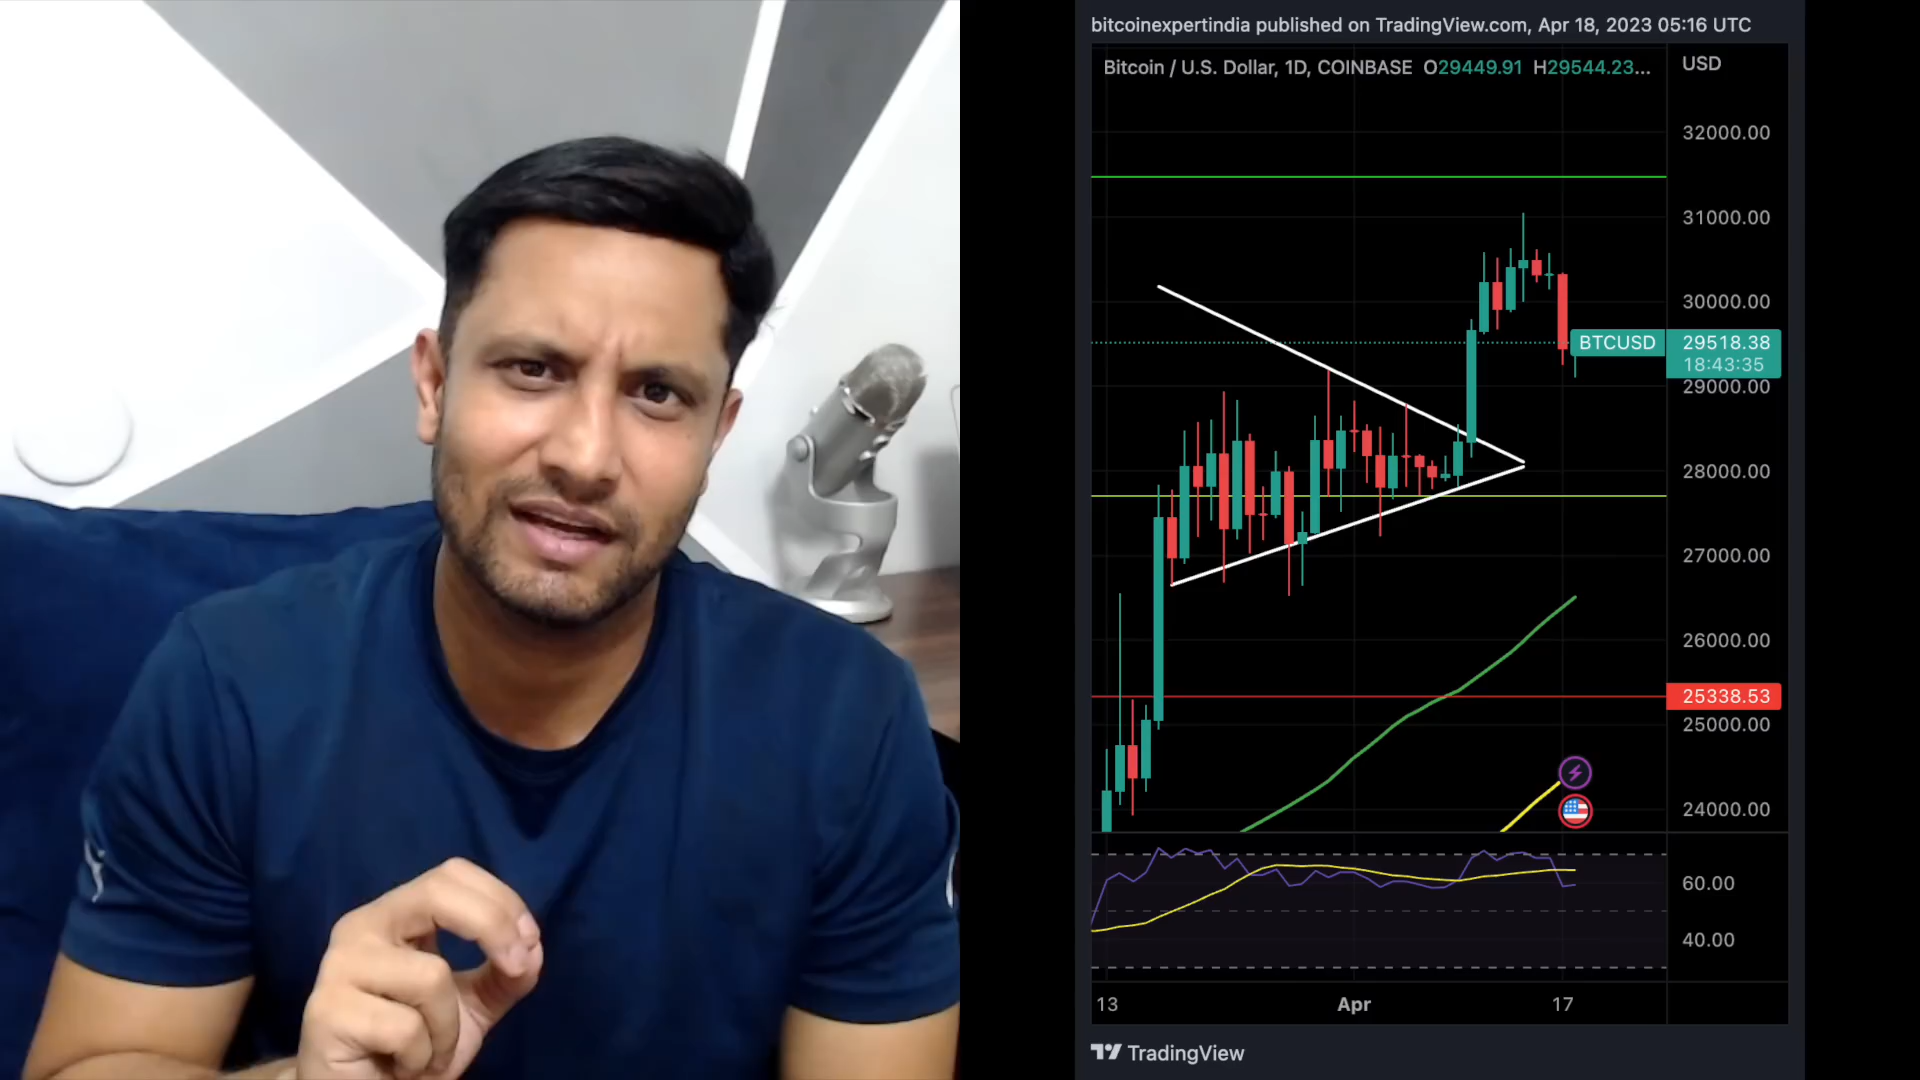 bitcoinexpertindia published on TradingView.com, Apr 18, 2023 05:16 UTC
Bitcoin / U.S. Dollar, 1D, COINBASE O29449.91 H29544.23...
USD
32000.00
31000.00
30000.00
BTCUSD 29518.38
18:43:35
29000.00
28000.00
27000.00
26000.00
25338.53
25000.00
24000.00
60.00
40.00
13 Apr 17
TradingView